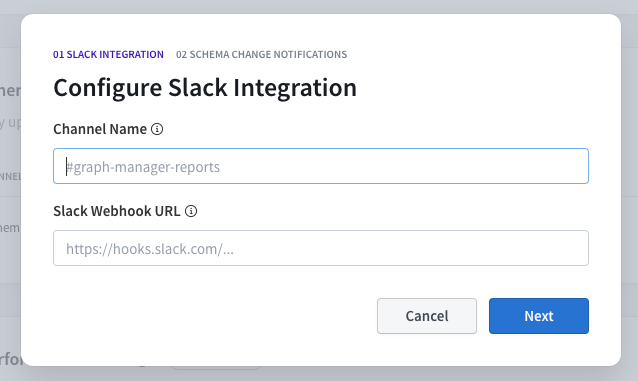 01 SLACK INTEGRATION 02 SCHEMA CHANGE NOTIFICATIONS
Configure Slack Integration
Channel Name
#graph-manager-reports
Slack Webhook URL
https://hooks.slack.com/...
Cancel Next